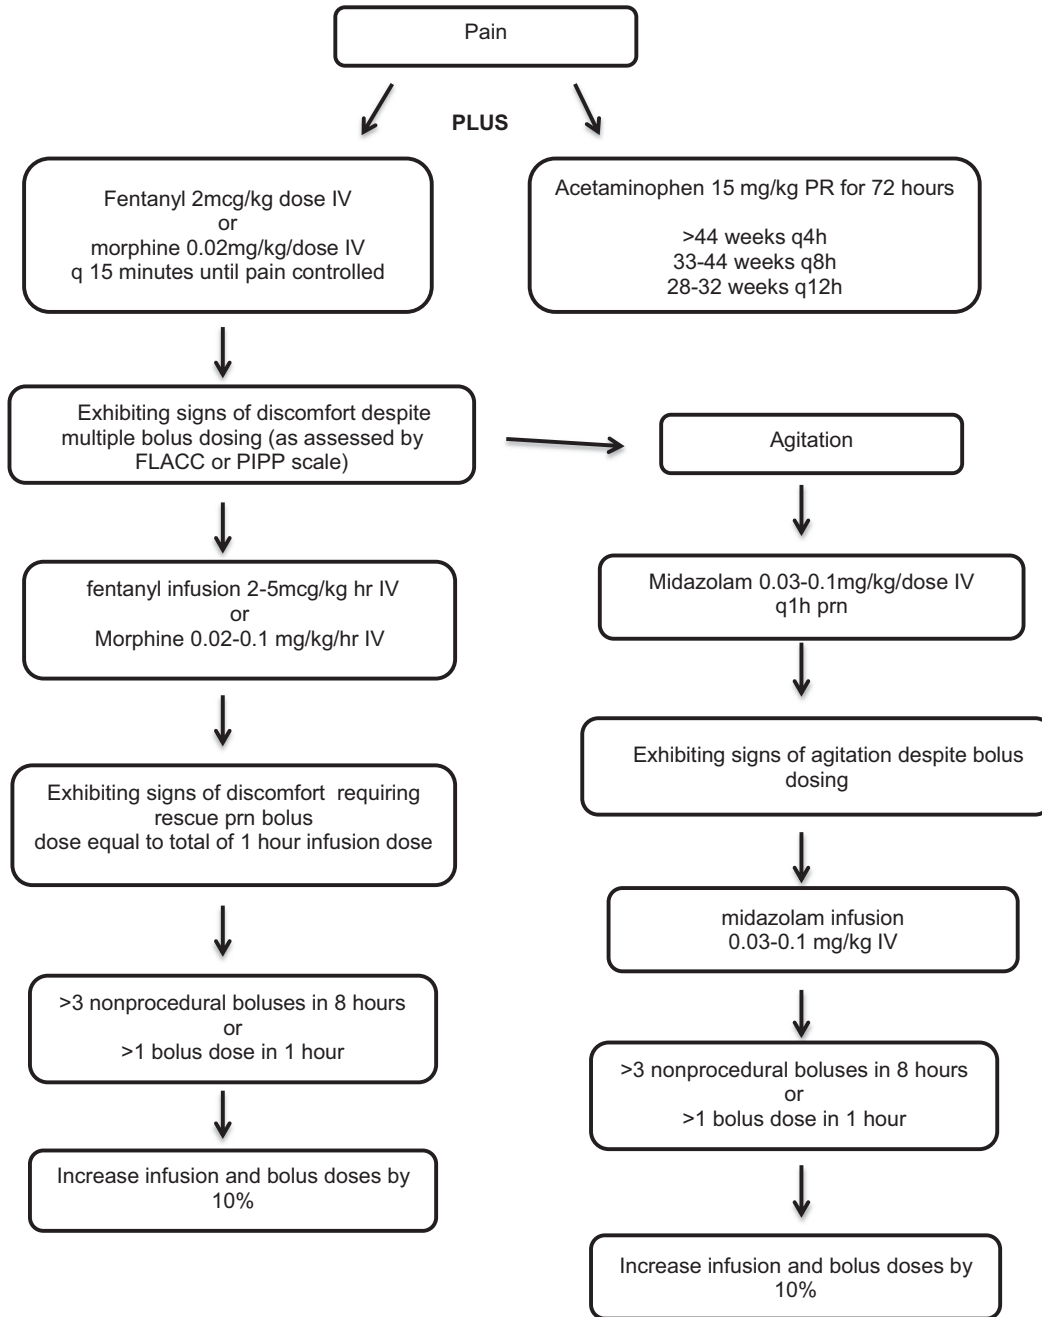 Pain
PLUS
Fentanyl 2mcg/kg dose IV
or
morphine 0.02mg/kg/dose IV
q 15 minutes until pain controlled
Acetaminophen 15 mg/kg PR for 72 hours
>44 weeks q4h
33-44 weeks q8h
28-32 weeks q12h
Exhibiting signs of discomfort despite
multiple bolus dosing (as assessed by
FLACC or PIPP scale)
Agitation
fentanyl infusion 2-5mcg/kg hr IV
or
Morphine 0.02-0.1 mg/kg/hr IV
Midazolam 0.03-0.1mg/kg/dose IV
q1h prn
Exhibiting signs of discomfort requiring
rescue prn bolus
dose equal to total of 1 hour infusion dose
Exhibiting signs of agitation despite bolus
dosing
midazolam infusion
0.03-0.1 mg/kg IV
>3 nonprocedural boluses in 8 hours
or
>1 bolus dose in 1 hour
>3 nonprocedural boluses in 8 hours
or
>1 bolus dose in 1 hour
Increase infusion and bolus doses by
10%
Increase infusion and bolus doses by
10%